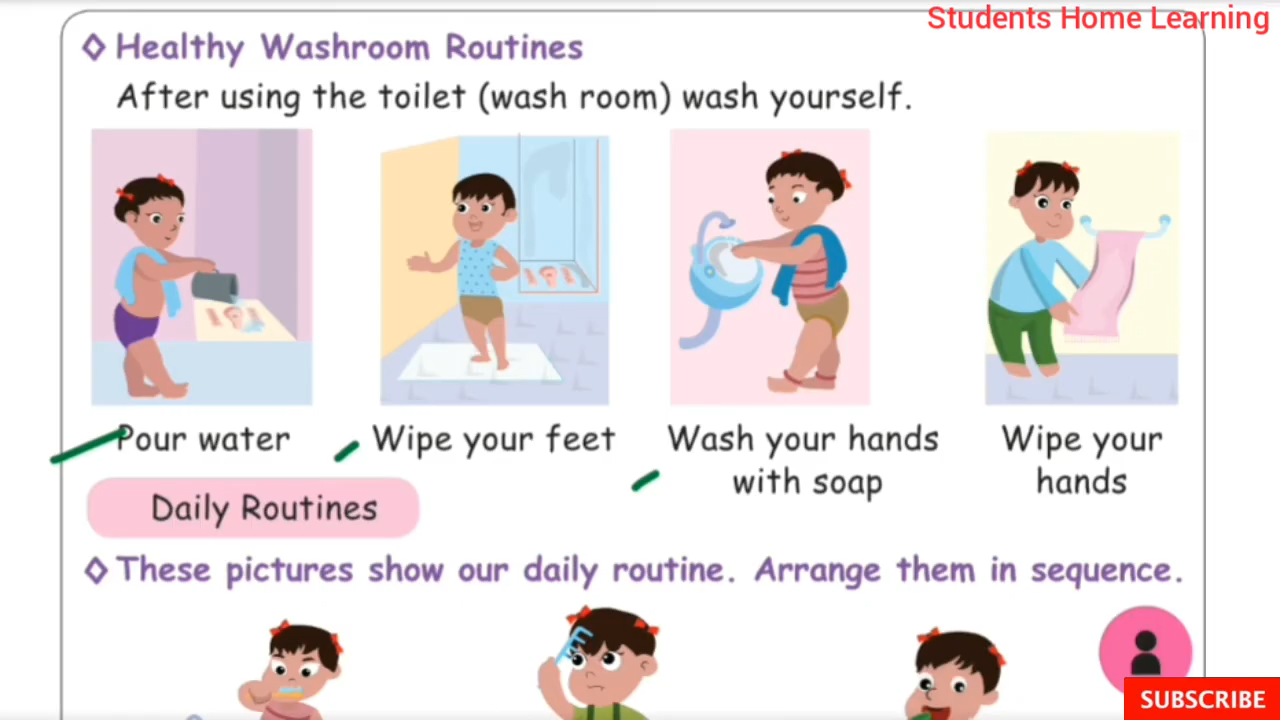 Students Home Learning
Healthy Washroom Routines
After using the toilet (wash room) wash yourself.
Pour water
Wipe your feet
Wash your hands
with soap
Wipe your
hands
Daily Routines
These pictures show our daily routine. Arrange them in sequence.
SUBSCRIBE